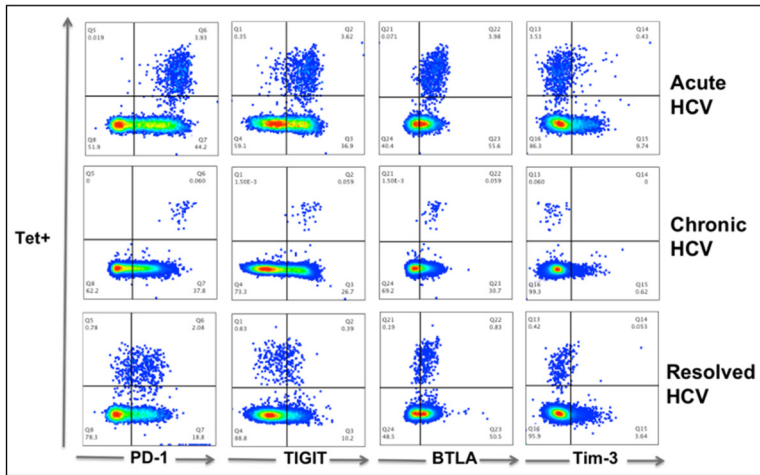 Q5 Q6
0.019 3.93
Q8 Q7
51.9 44.2
Q1 Q2
0.35 3.62
Q4 Q3
59.1 36.9
Q21 Q22
0.071 3.98
Q24 Q23
40.4 55.6
Q13 Q14
3.53 0.43
Q16 Q15
86.3 9.74
Acute
HCV
Q5 Q6
0 0.060
Q8 Q7
62.2 37.8
Q1 Q2
1.50E-3 0.059
Q4 Q3
73.3 26.7
Q21 Q22
1.50E-3 0.059
Q24 Q23
69.2 30.7
Q13 Q14
0.060 0
Q16 Q15
99.3 0.62
Chronic
HCV
Tet+
Q5 Q6
0.78 2.08
Q8 Q7
78.3 18.8
Q1 Q2
0.63 0.39
Q4 Q3
88.8 10.2
Q21 Q22
0.19 0.83
Q24 Q23
48.5 50.5
Q13 Q14
0.42 0.053
Q16 Q15
95.9 3.64
Resolved
HCV
PD-1
TIGIT
BTLA
Tim-3